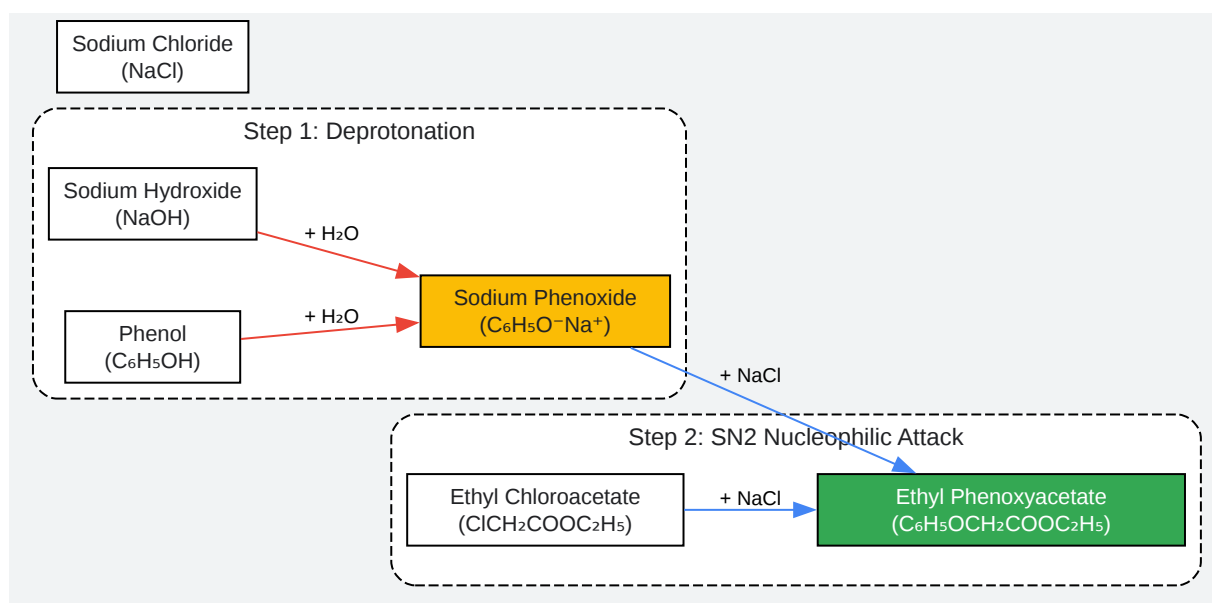 Sodium Chloride
(NaCl)
Step 1: Deprotonation
Sodium Hydroxide
(NaOH)
+ H₂O
Sodium Phenoxide
(C₆H₅O⁻Na⁺)
+ H₂O
Phenol
(C₆H₅OH)
+ NaCl
Step 2: SN2 Nucleophilic Attack
Ethyl Chloroacetate
(ClCH₂COOC₂H₅)
+ NaCl
Ethyl Phenoxyacetate
(C₆H₅OCH₂COOC₂H₅)